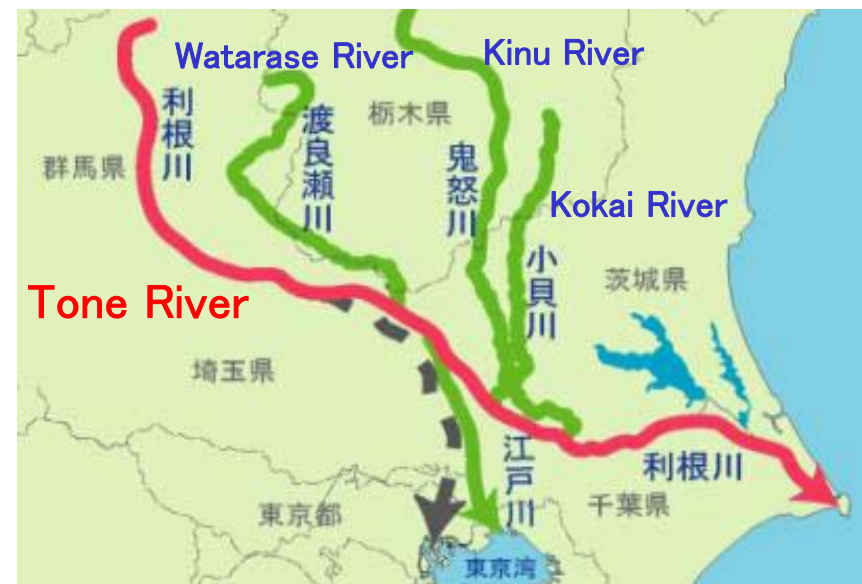 Watarase River
Kinu River
利根川
渡良瀬川
栃木県
群馬県
鬼怒川
Kokai River
小貝川
茨城県
Tone River
埼玉県
江戸川
利根川
千葉県
東京都
東京湾